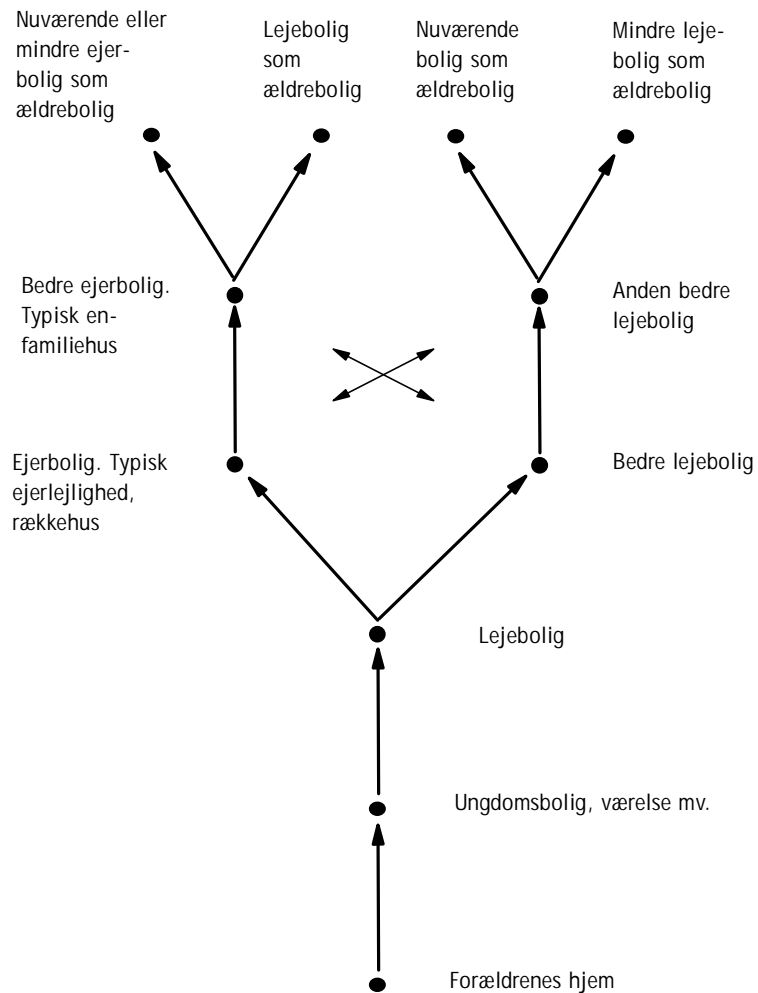 Nuværende eller
mindre ejer-
bolig som
ældrebolig
Lejebolig
som
ældrebolig
Nuværende
bolig som
ældrebolig
Mindre leje-
bolig som
ældrebolig
Bedre ejerbolig.
Typisk en-
familiehus
Anden bedre
lejebolig
Ejerbolig. Typisk
ejerlejlighed,
rækkehus
Bedre lejebolig
Lejebolig
Ungdomsbolig, værelse mv.
Forældrenes hjem